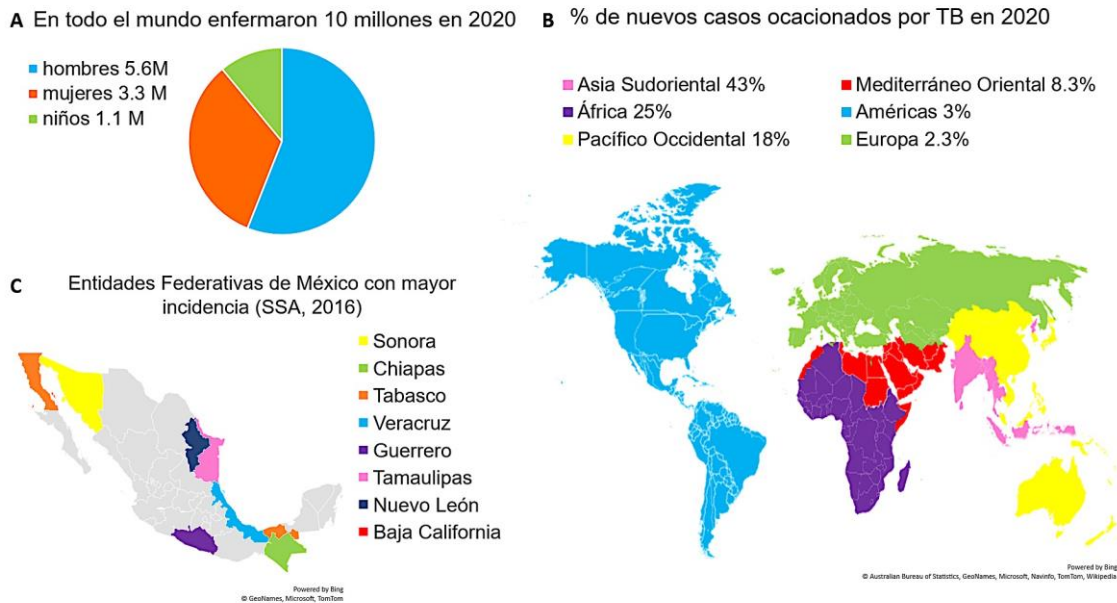 A En todo el mundo enfermaron 10 millones en 2020
hombres 5.6M
mujeres 3.3 M
niños 1.1 M
B % de nuevos casos ocacionados por TB en 2020
Asia Sudoriental 43%
África 25%
Pacífico Occidental 18%
Mediterráneo Oriental 8.3%
Américas 3%
Europa 2.3%
C Entidades Federativas de México con mayor
incidencia (SSA, 2016)
Sonora
Chiapas
Tabasco
Veracruz
Guerrero
Tamaulipas
Nuevo León
Baja California
Powered by Bing
© GeoNames, Microsoft, TomTom
Powered by Bing
© Australian Bureau of Statistics, GeoNames, Microsoft, Navinfo, TomTom, Wikipedia